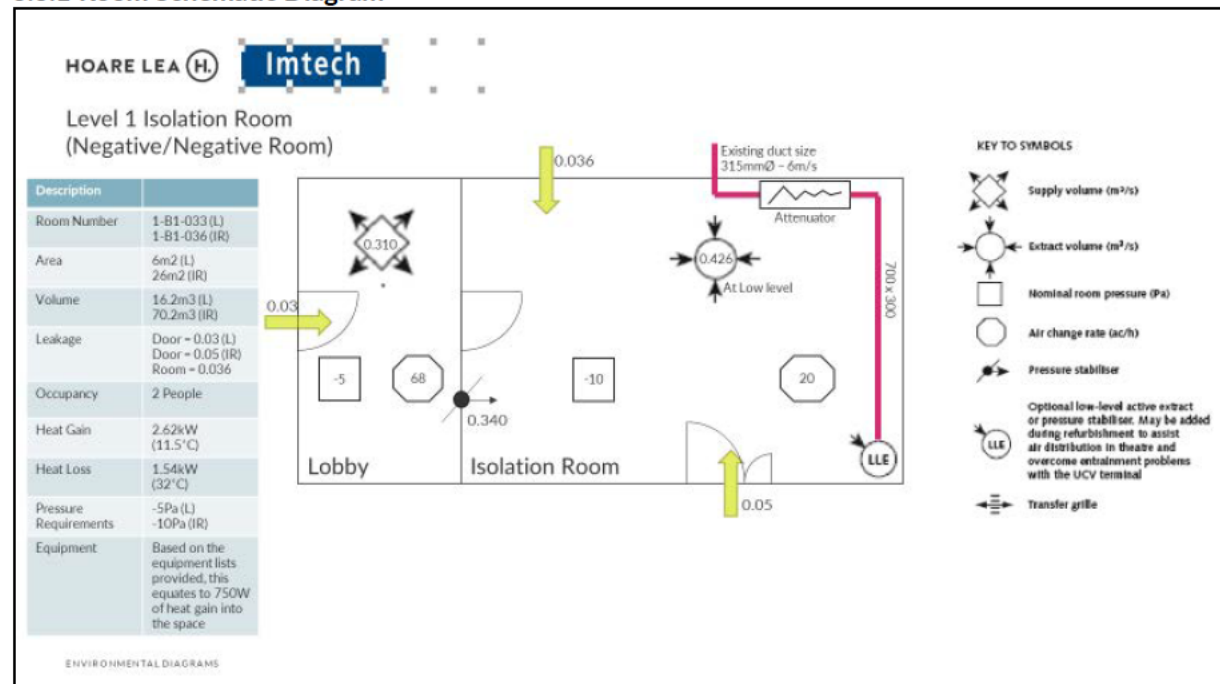 HOARE LEA H. Imtech
Level 1 Isolation Room
(Negative/Negative Room)
Description
Room Number 1-B1-033 (L)
1-B1-036 (IR)
Area 6m2 (L)
26m2 (IR)
Volume 16.2m3 (L)
70.2m3 (IR)
Leakage Door = 0.03 (L)
Door = 0.05 (IR)
Room = 0.036
Occupancy 2 People
Heat Gain 2.62kW
(11.5°C)
Heat Loss 1.54kW
(32°C)
Pressure -5Pa (L)
Requirements -10Pa (IR)
Equipment Based on the
equipment lists
provided, this
equates to 750W
of heat gain into
the space
ENVIRONMENTAL DIAGRAMS
0.036
Existing duct size
315mmØ – 6m/s
Attenuator
0.310
0.426
At Low level
700 x 300
0.03
-5
68
-10
20
0.340
Lobby
Isolation Room
LLE
0.05
KEY TO SYMBOLS
Supply volume (m³/s)
Extract volume (m³/s)
Nominal room pressure (Pa)
Air change rate (ac/h)
Pressure stabiliser
LLE
Optional low-level active extract
or pressure stabiliser. May be added
during refurbishment to assist
air distribution in theatre and
overcome entrainment problems
with the UCV terminal
Transfer grille